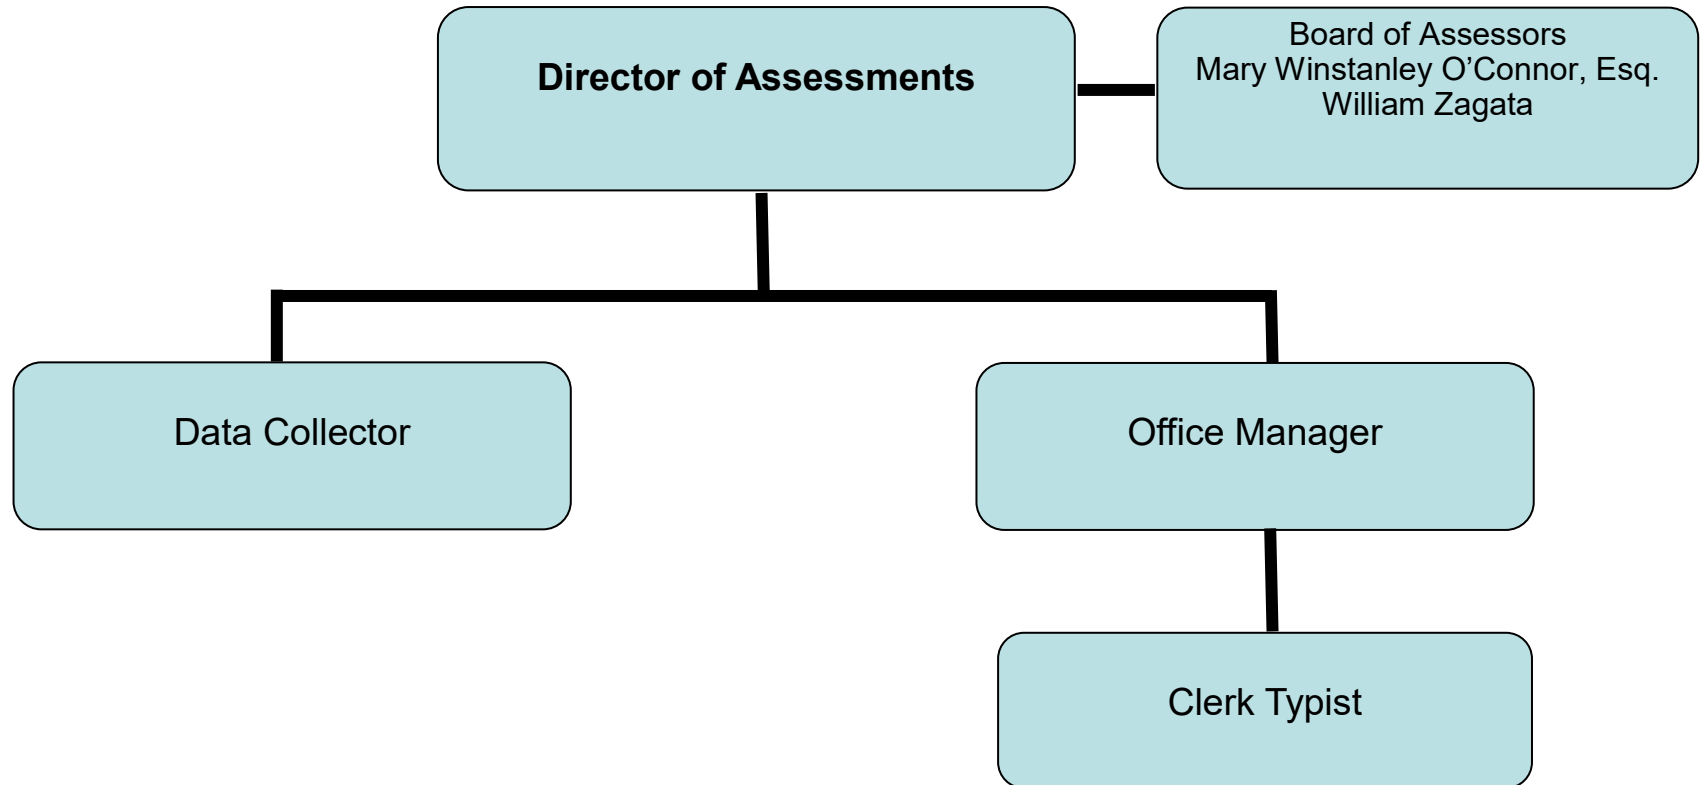 Director of Assessments
Board of Assessors
Mary Winstanley O’Connor, Esq.
William Zagata
Data Collector
Office Manager
Clerk Typist